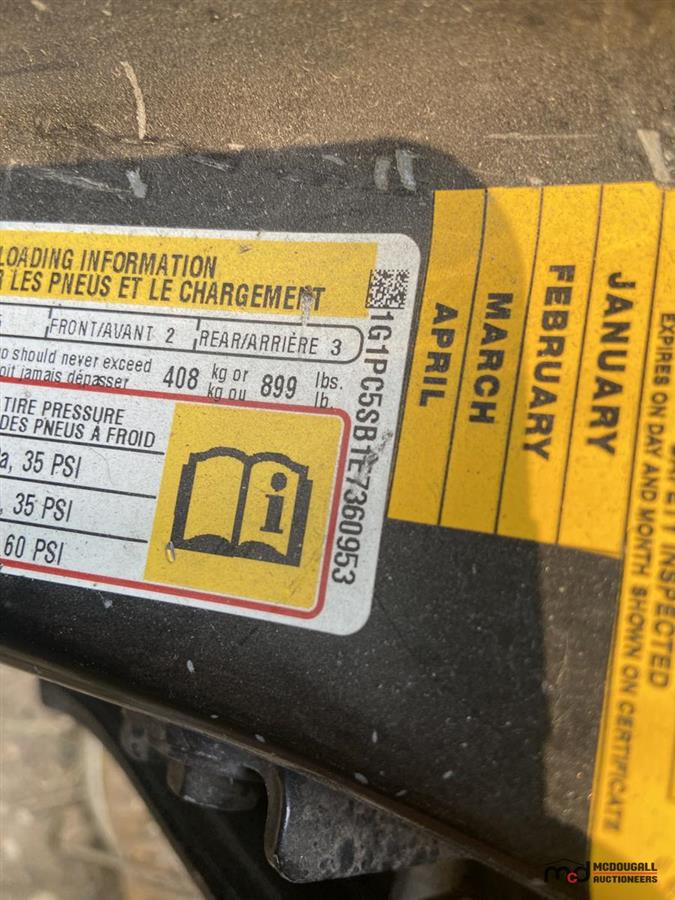 LOADING INFORMATION
LES PNEUS ET LE CHARGEMENT
FRONT/AVANT 2 REAR/ARRIÈRE 3
should never exceed
jamais dépasser
408 kg or 899 lbs.
kg ou lb.
TIRE PRESSURE
DES PNEUS À FROID
35 PSI
35 PSI
60 PSI
i
1G1PC5SB1E7360953
APRIL
MARCH
FEBRUARY
JANUARY
EXPIRES ON DAY AND MONTH SHOWN ON CERTIFICATE
SAFETY INSPECTED
mcd MCDOUGALL
AUCTIONEERS